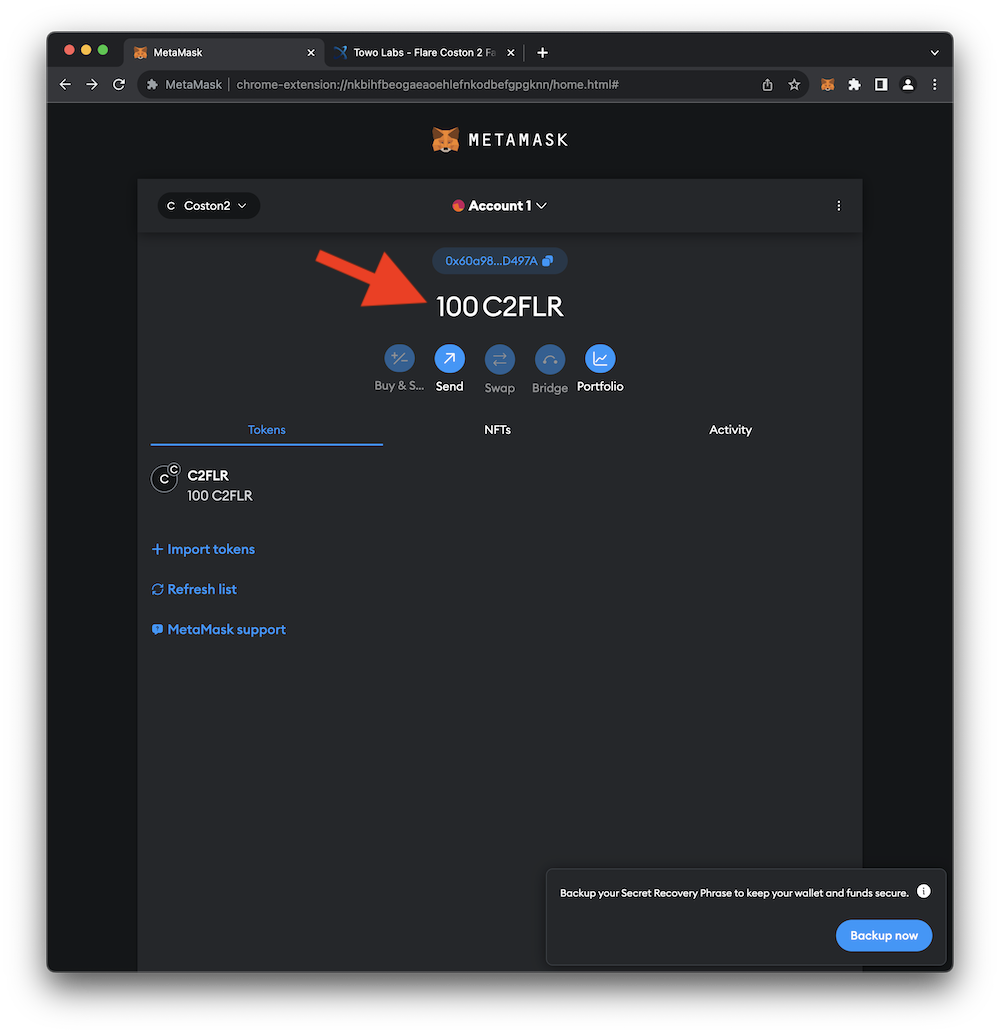 MetaMask
Towo Labs - Flare Coston 2 Fa
MetaMask | chrome-extension://nkbihfbeogaeaoehlefnkodbefgpgknn/home.html#
METAMASK
C Coston2
Account 1
0x60a98...D497A
100 C2FLR
Buy & S...
Send
Swap
Bridge
Portfolio
Tokens
NFTs
Activity
C C
C2FLR
100 C2FLR
+ Import tokens
Refresh list
MetaMask support
Backup your Secret Recovery Phrase to keep your wallet and funds secure.
Backup now